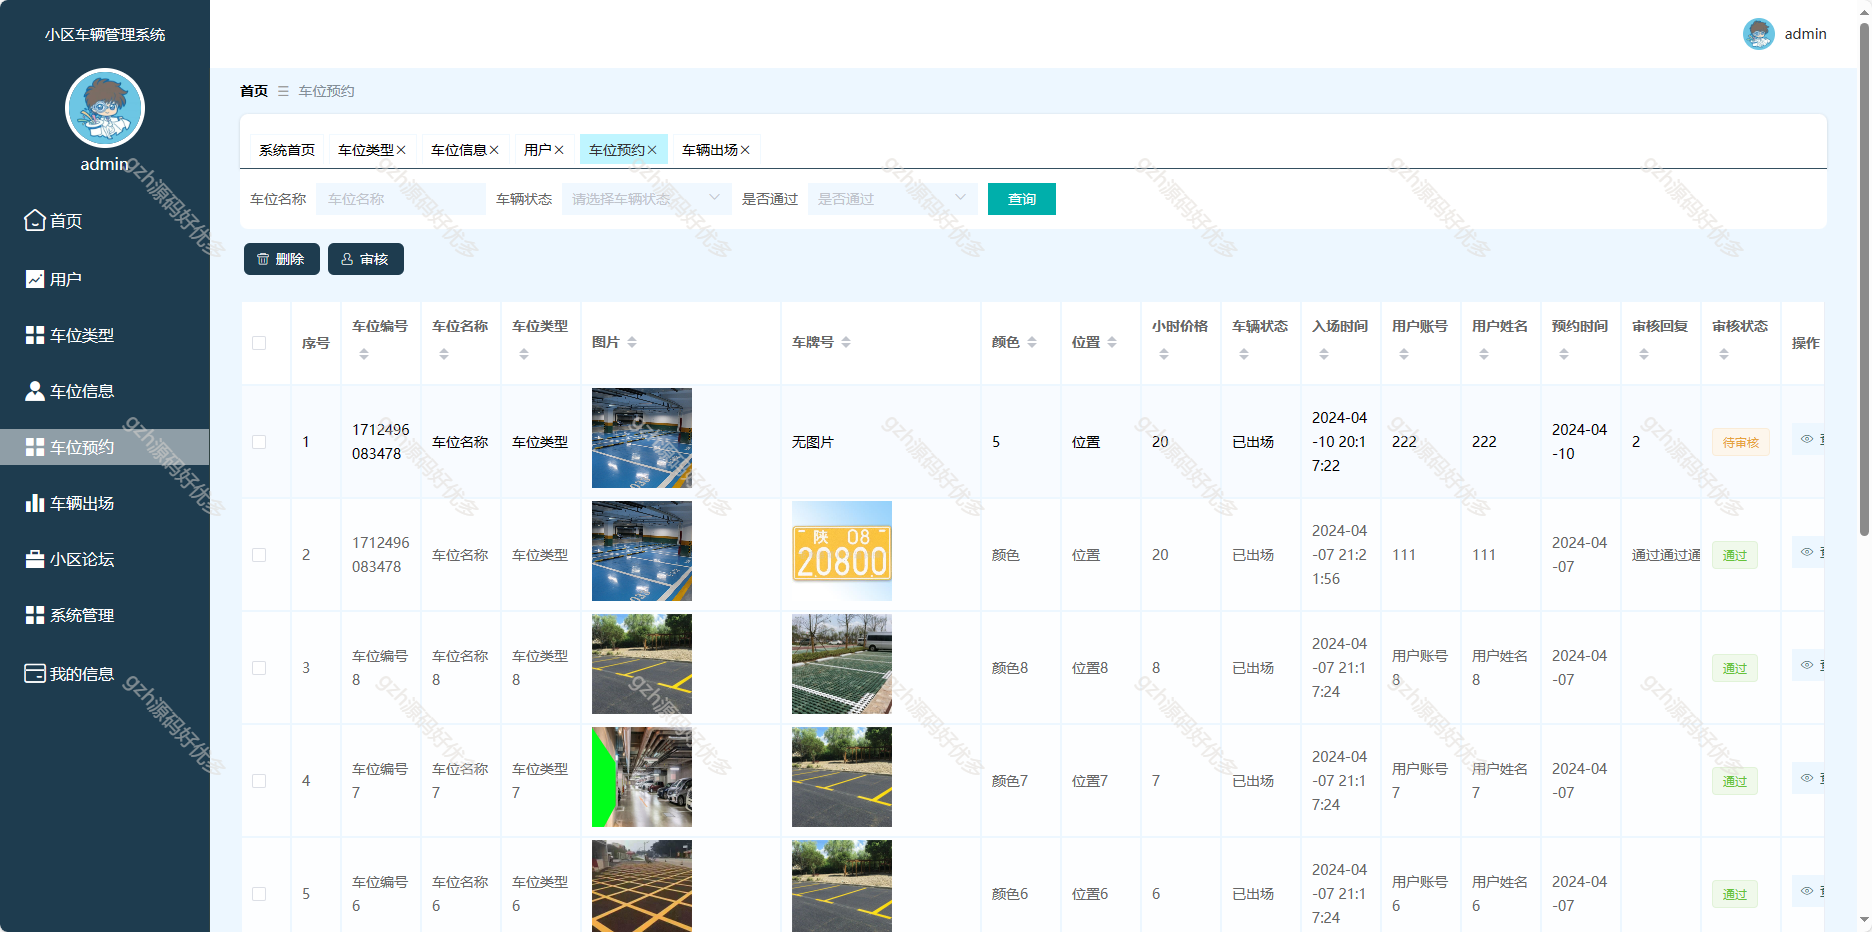 小区车辆管理系统
admin
admin
首页
用户
车位类型
车位信息
车位预约
车辆出场
小区论坛
系统管理
我的信息
首页 ☰ 车位预约
系统首页 车位类型✕ 车位信息✕ 用户✕ 车位预约✕ 车辆出场✕
车位名称 车位名称 车辆状态 请选择车辆状态 是否通过 是否通过 查询
删除 审核
序号 车位编号 车位名称 车位类型 图片 车牌号 颜色 位置 小时价格 车辆状态 入场时间 用户账号 用户姓名 预约时间 审核回复 审核状态 操作
1 1712496083478 车位名称 车位类型 无图片 5 位置 20 已出场 2024-04-10 20:17:22 222 222 2024-04-10 2 待审核
2 1712496083478 车位名称 车位类型 陕 08 20800 颜色 位置 20 已出场 2024-04-07 21:21:56 111 111 2024-04-07 通过通过通 通过
3 车位编号8 车位名称8 车位类型8 颜色8 位置8 8 已出场 2024-04-07 21:17:24 用户账号8 用户姓名8 2024-04-07 通过
4 车位编号7 车位名称7 车位类型7 颜色7 位置7 7 已出场 2024-04-07 21:17:24 用户账号7 用户姓名7 2024-04-07 通过
5 车位编号6 车位名称6 车位类型6 颜色6 位置6 6 已出场 2024-04-07 21:17:24 用户账号6 用户姓名6 2024-04-07 通过
gzh源码好优多